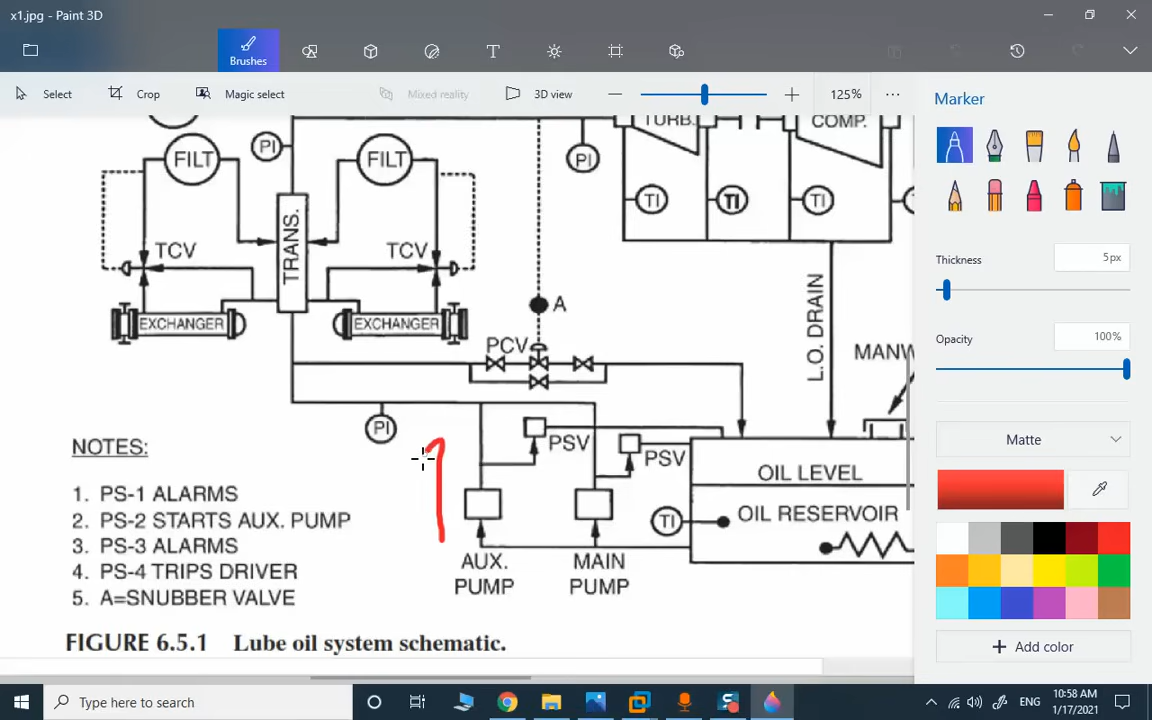 x1.jpg - Paint 3D
Brushes
Select
Crop
Magic select
Mixed reality
3D view
125%
Marker
Thickness
5px
Opacity
100%
Matte
Add color
TURB.
COMP.
FILT
PI
FILT
PI
TI
TI
TI
TCV
TRANS.
TCV
EXCHANGER
EXCHANGER
A
PCV
L.O. DRAIN
MANW
PI
PSV
PSV
OIL LEVEL
OIL RESERVOIR
TI
AUX.
PUMP
MAIN
PUMP
NOTES:
1. PS-1 ALARMS
2. PS-2 STARTS AUX. PUMP
3. PS-3 ALARMS
4. PS-4 TRIPS DRIVER
5. A=SNUBBER VALVE
FIGURE 6.5.1 Lube oil system schematic.
Type here to search
ENG
10:58 AM
1/17/2021